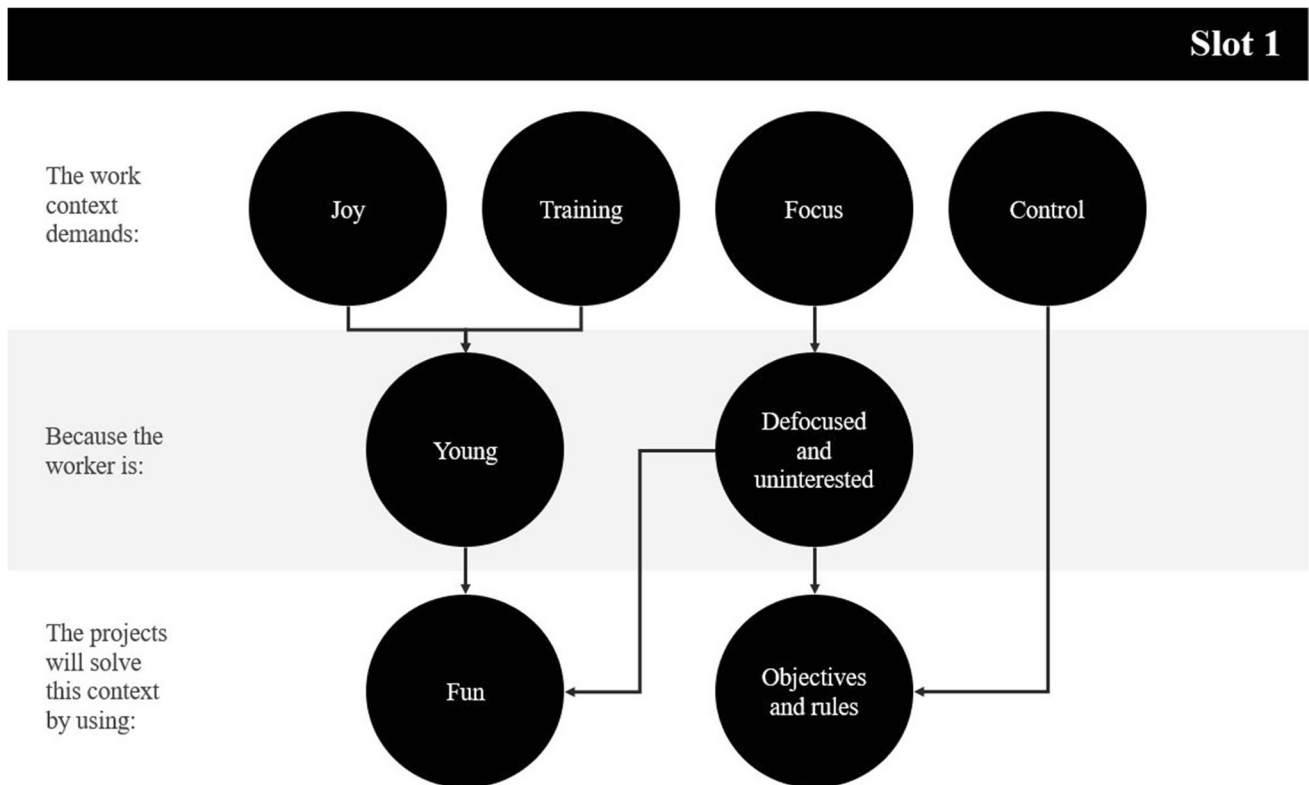 Slot 1
The work
context
demands:
Joy
Training
Focus
Control
Because the
worker is:
Young
Defocused
and
uninterested
The projects
will solve
this context
by using:
Fun
Objectives
and rules